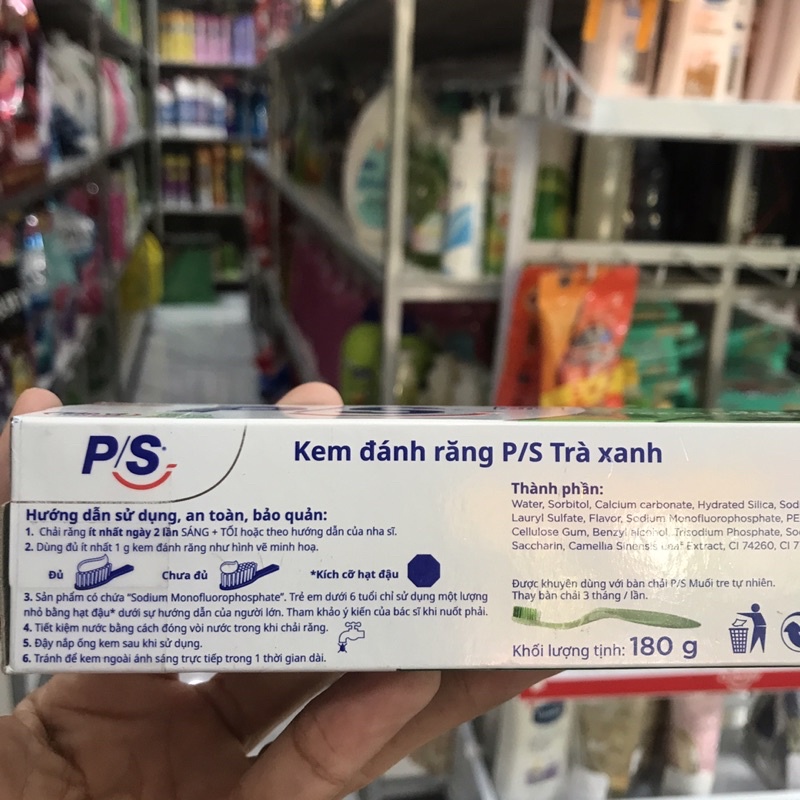 P/S
Kem đánh răng P/S Trà xanh
Hướng dẫn sử dụng, an toàn, bảo quản:
1. Chải răng ít nhất ngày 2 lần SÁNG + TỐI hoặc theo hướng dẫn của nha sĩ.
2. Dùng đủ ít nhất 1 g kem đánh răng như hình vẽ minh hoạ.
Đủ Chưa đủ *Kích cỡ hạt đậu
3. Sản phẩm có chứa "Sodium Monofluorophosphate". Trẻ em dưới 6 tuổi chỉ sử dụng một lượng
nhỏ bằng hạt đậu* dưới sự hướng dẫn của người lớn. Tham khảo ý kiến của bác sĩ khi nuốt phải.
4. Tiết kiệm nước bằng cách đóng vòi nước trong khi chải răng.
5. Đậy nắp ống kem sau khi sử dụng.
6. Tránh để kem ngoài ánh sáng trực tiếp trong 1 thời gian dài.
Thành phần:
Water, Sorbitol, Calcium carbonate, Hydrated Silica, Sod
Lauryl Sulfate, Flavor, Sodium Monofluorophosphate, PE
Cellulose Gum, Benzyl Alcohol, Trisodium Phosphate, So
Saccharin, Camellia Sinensis Leaf Extract, CI 74260, CI 7
Được khuyên dùng với bàn chải P/S Muối tre tự nhiên.
Thay bàn chải 3 tháng / lần.
Khối lượng tịnh: 180 g